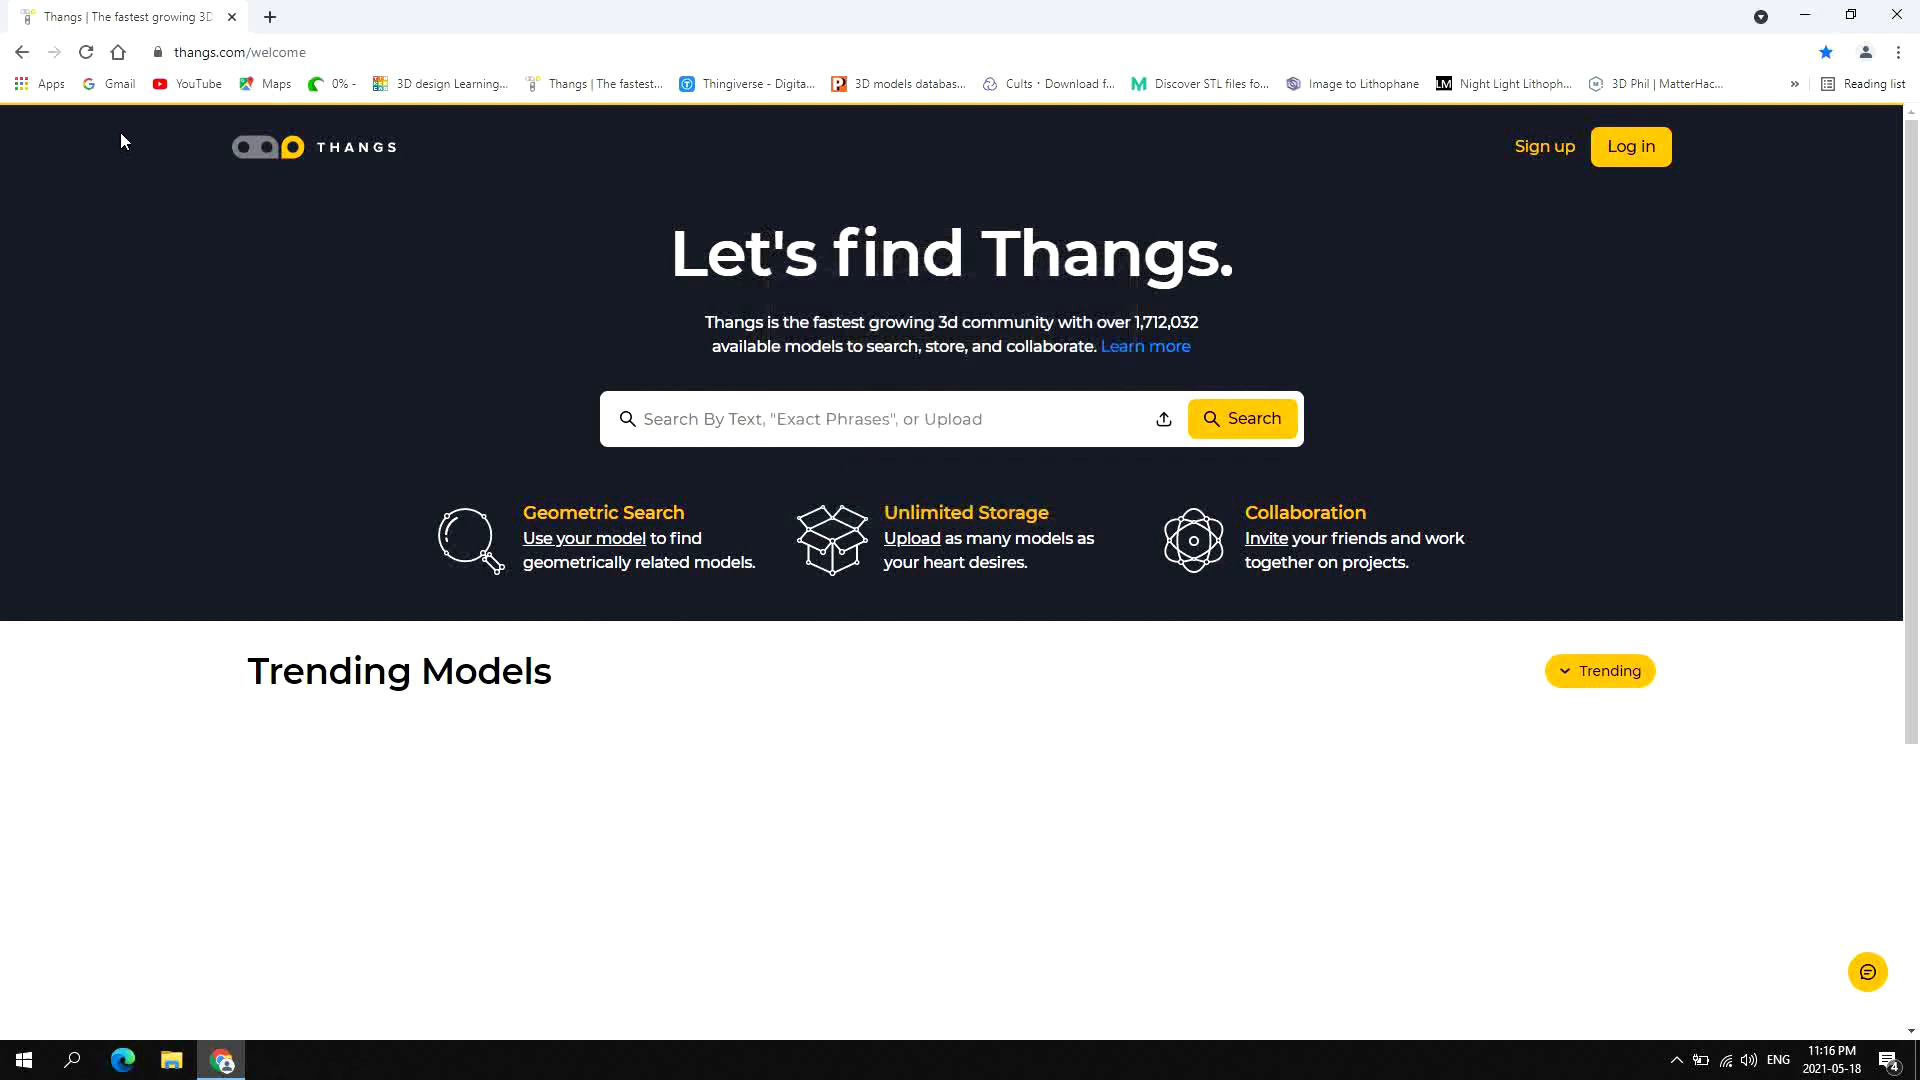 Thangs | The fastest growing 3D
thangs.com/welcome
Apps Gmail YouTube Maps 0% - 3D design Learning... Thangs | The fastest... Thingiverse - Digita... 3D models databas... Cults・Download f... Discover STL files fo... Image to Lithophane LM Night Light Lithoph... 3D Phil | MatterHac... » Reading list
THANGS Sign up Log in
Let's find Thangs.
Thangs is the fastest growing 3d community with over 1,712,032
available models to search, store, and collaborate. Learn more
Search By Text, "Exact Phrases", or Upload Search
Geometric Search
Use your model to find
geometrically related models.
Unlimited Storage
Upload as many models as
your heart desires.
Collaboration
Invite your friends and work
together on projects.
Trending Models Trending
ENG
11:16 PM
2021-05-18
4